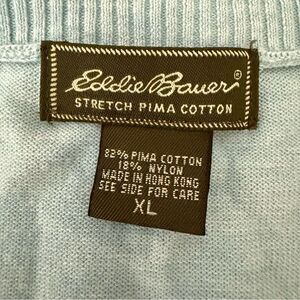 Eddie Bauer®
STRETCH PIMA COTTON
82% PIMA COTTON
18% NYLON
MADE IN HONG KONG
SEE SIDE FOR CARE
XL